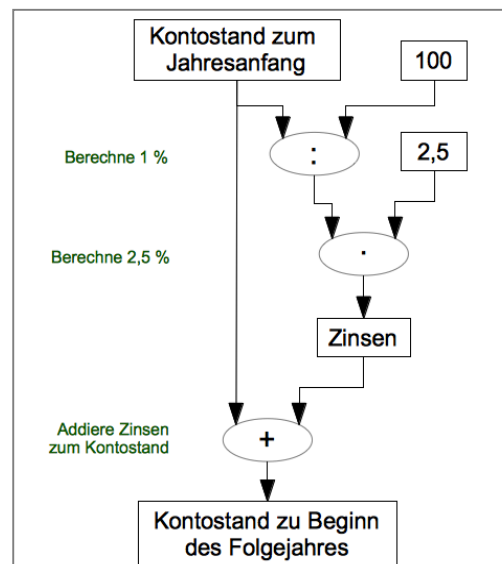 Kontostand zum
Jahresanfang
100
Berechne 1 %
:
2,5
Berechne 2,5 %
·
Zinsen
Addiere Zinsen
zum Kontostand
+
Kontostand zu Beginn
des Folgejahres